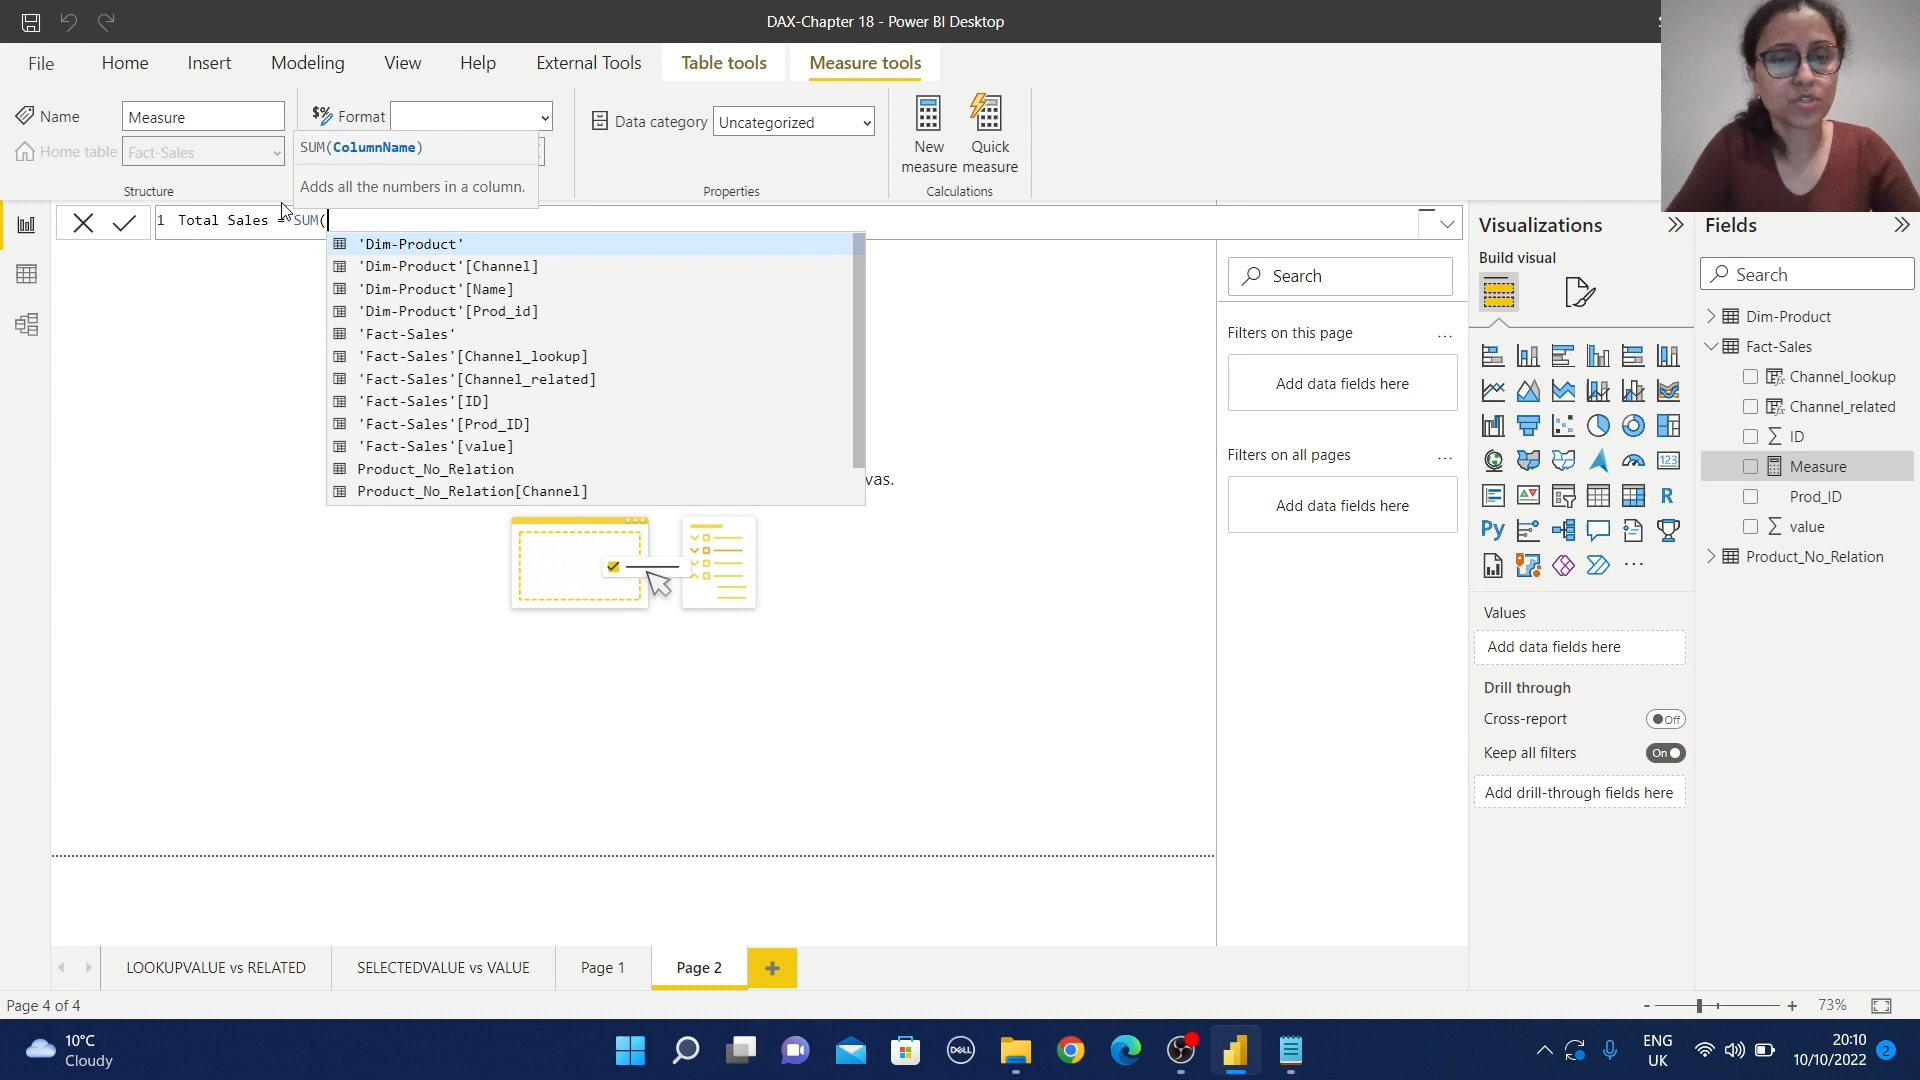 DAX-Chapter 18 - Power BI Desktop
File Home Insert Modeling View Help External Tools Table tools Measure tools
Name Measure
Home table Fact-Sales
Structure
$% Format
SUM(ColumnName)
Adds all the numbers in a column.
Data category Uncategorized
Properties
New measure
Quick measure
Calculations
1 Total Sales = SUM(
'Dim-Product'
'Dim-Product'[Channel]
'Dim-Product'[Name]
'Dim-Product'[Prod_id]
'Fact-Sales'
'Fact-Sales'[Channel_lookup]
'Fact-Sales'[Channel_related]
'Fact-Sales'[ID]
'Fact-Sales'[Prod_ID]
'Fact-Sales'[value]
Product_No_Relation
Product_No_Relation[Channel]
vas.
Search
Filters on this page ...
Add data fields here
Filters on all pages ...
Add data fields here
Visualizations
Build visual
123
R
Py
...
Values
Add data fields here
Drill through
Cross-report Off
Keep all filters On
Add drill-through fields here
Fields
Search
Dim-Product
Fact-Sales
Channel_lookup
Channel_related
ID
Measure
Prod_ID
value
Product_No_Relation
LOOKUPVALUE vs RELATED SELECTEDVALUE vs VALUE Page 1 Page 2 +
Page 4 of 4
- + 73%
10°C
Cloudy
DELL
ENG
UK
20:10
10/10/2022
2